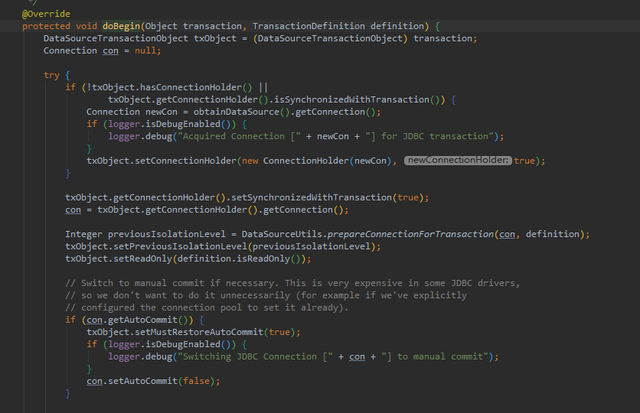 */
@Override
protected void doBegin(Object transaction, TransactionDefinition definition) {
DataSourceTransactionObject txObject = (DataSourceTransactionObject) transaction;
Connection con = null;
try {
if (!txObject.hasConnectionHolder() ||
txObject.getConnectionHolder().isSynchronizedWithTransaction()) {
Connection newCon = obtainDataSource().getConnection();
if (logger.isDebugEnabled()) {
logger.debug("Acquired Connection [" + newCon + "] for JDBC transaction");
}
txObject.setConnectionHolder(new ConnectionHolder(newCon), newConnectionHolder: true);
}
txObject.getConnectionHolder().setSynchronizedWithTransaction(true);
con = txObject.getConnectionHolder().getConnection();
Integer previousIsolationLevel = DataSourceUtils.prepareConnectionForTransaction(con, definition);
txObject.setPreviousIsolationLevel(previousIsolationLevel);
txObject.setReadOnly(definition.isReadOnly());
// Switch to manual commit if necessary. This is very expensive in some JDBC drivers,
// so we don't want to do it unnecessarily (for example if we've explicitly
// configured the connection pool to set it already).
if (con.getAutoCommit()) {
txObject.setMustRestoreAutoCommit(true);
if (logger.isDebugEnabled()) {
logger.debug("Switching JDBC Connection [" + con + "] to manual commit");
}
con.setAutoCommit(false);
}